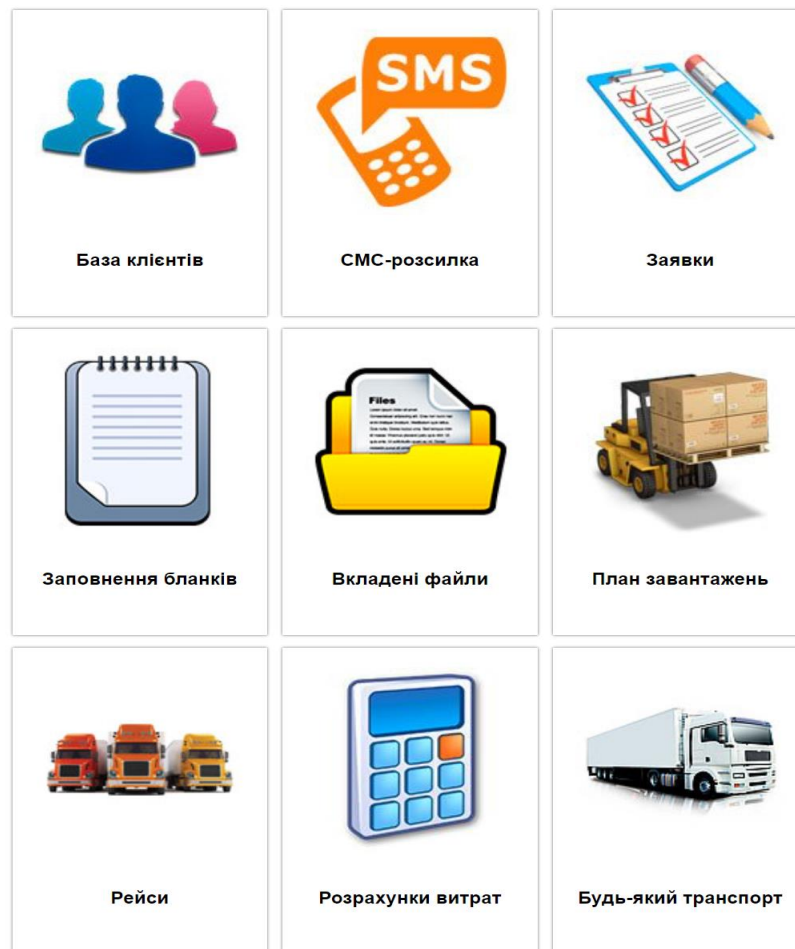 SMS
База клієнтів
СМС-розсилка
Заявки
Files
Заповнення бланків
Вкладені файли
План завантажень
Рейси
Розрахунки витрат
Будь-який транспорт